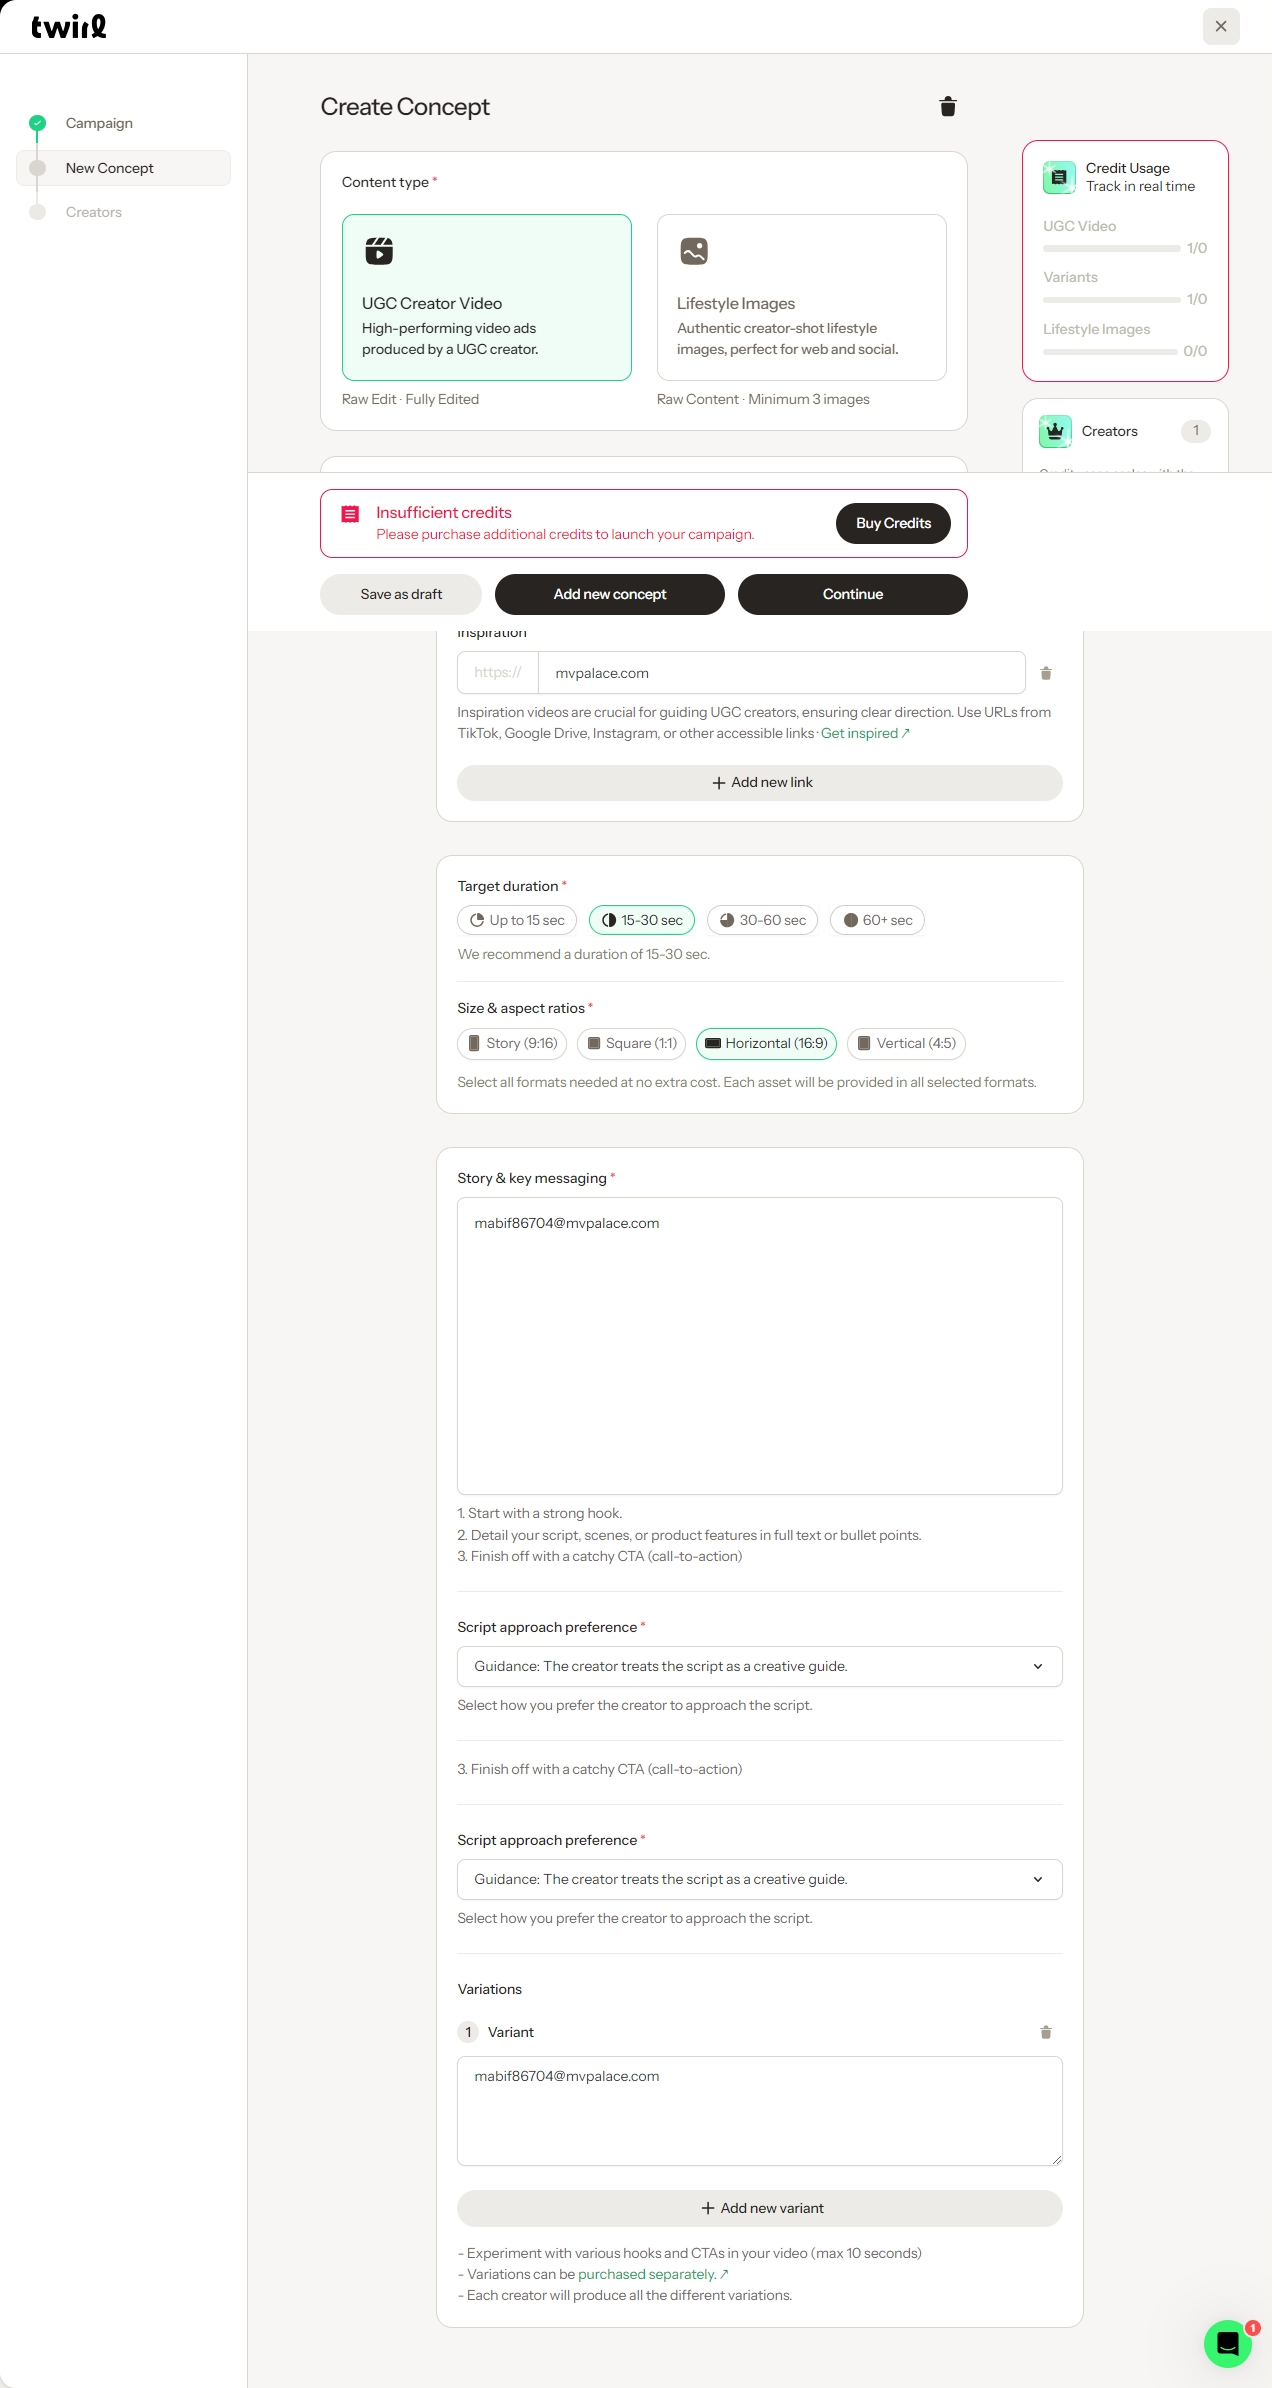 twirl
Campaign
New Concept
Creators
Create Concept
Content type *
UGC Creator Video
High-performing video ads
produced by a UGC creator.
Raw Edit · Fully Edited
Lifestyle Images
Authentic creator-shot lifestyle
images, perfect for web and social.
Raw Content · Minimum 3 images
Credit Usage
Track in real time
UGC Video
1/0
Variants
1/0
Lifestyle Images
0/0
Creators
1
Insufficient credits
Please purchase additional credits to launch your campaign.
Buy Credits
Save as draft
Add new concept
Continue
Inspiration
https://
mvpalace.com
Inspiration videos are crucial for guiding UGC creators, ensuring clear direction. Use URLs from
TikTok, Google Drive, Instagram, or other accessible links · Get inspired ↗
+ Add new link
Target duration *
Up to 15 sec
15-30 sec
30-60 sec
60+ sec
We recommend a duration of 15-30 sec.
Size & aspect ratios *
Story (9:16)
Square (1:1)
Horizontal (16:9)
Vertical (4:5)
Select all formats needed at no extra cost. Each asset will be provided in all selected formats.
Story & key messaging *
mabif86704@mvpalace.com
1. Start with a strong hook.
2. Detail your script, scenes, or product features in full text or bullet points.
3. Finish off with a catchy CTA (call-to-action)
Script approach preference *
Guidance: The creator treats the script as a creative guide.
Select how you prefer the creator to approach the script.
3. Finish off with a catchy CTA (call-to-action)
Script approach preference *
Guidance: The creator treats the script as a creative guide.
Select how you prefer the creator to approach the script.
Variations
1 Variant
mabif86704@mvpalace.com
+ Add new variant
- Experiment with various hooks and CTAs in your video (max 10 seconds)
- Variations can be purchased separately. ↗
- Each creator will produce all the different variations.
1